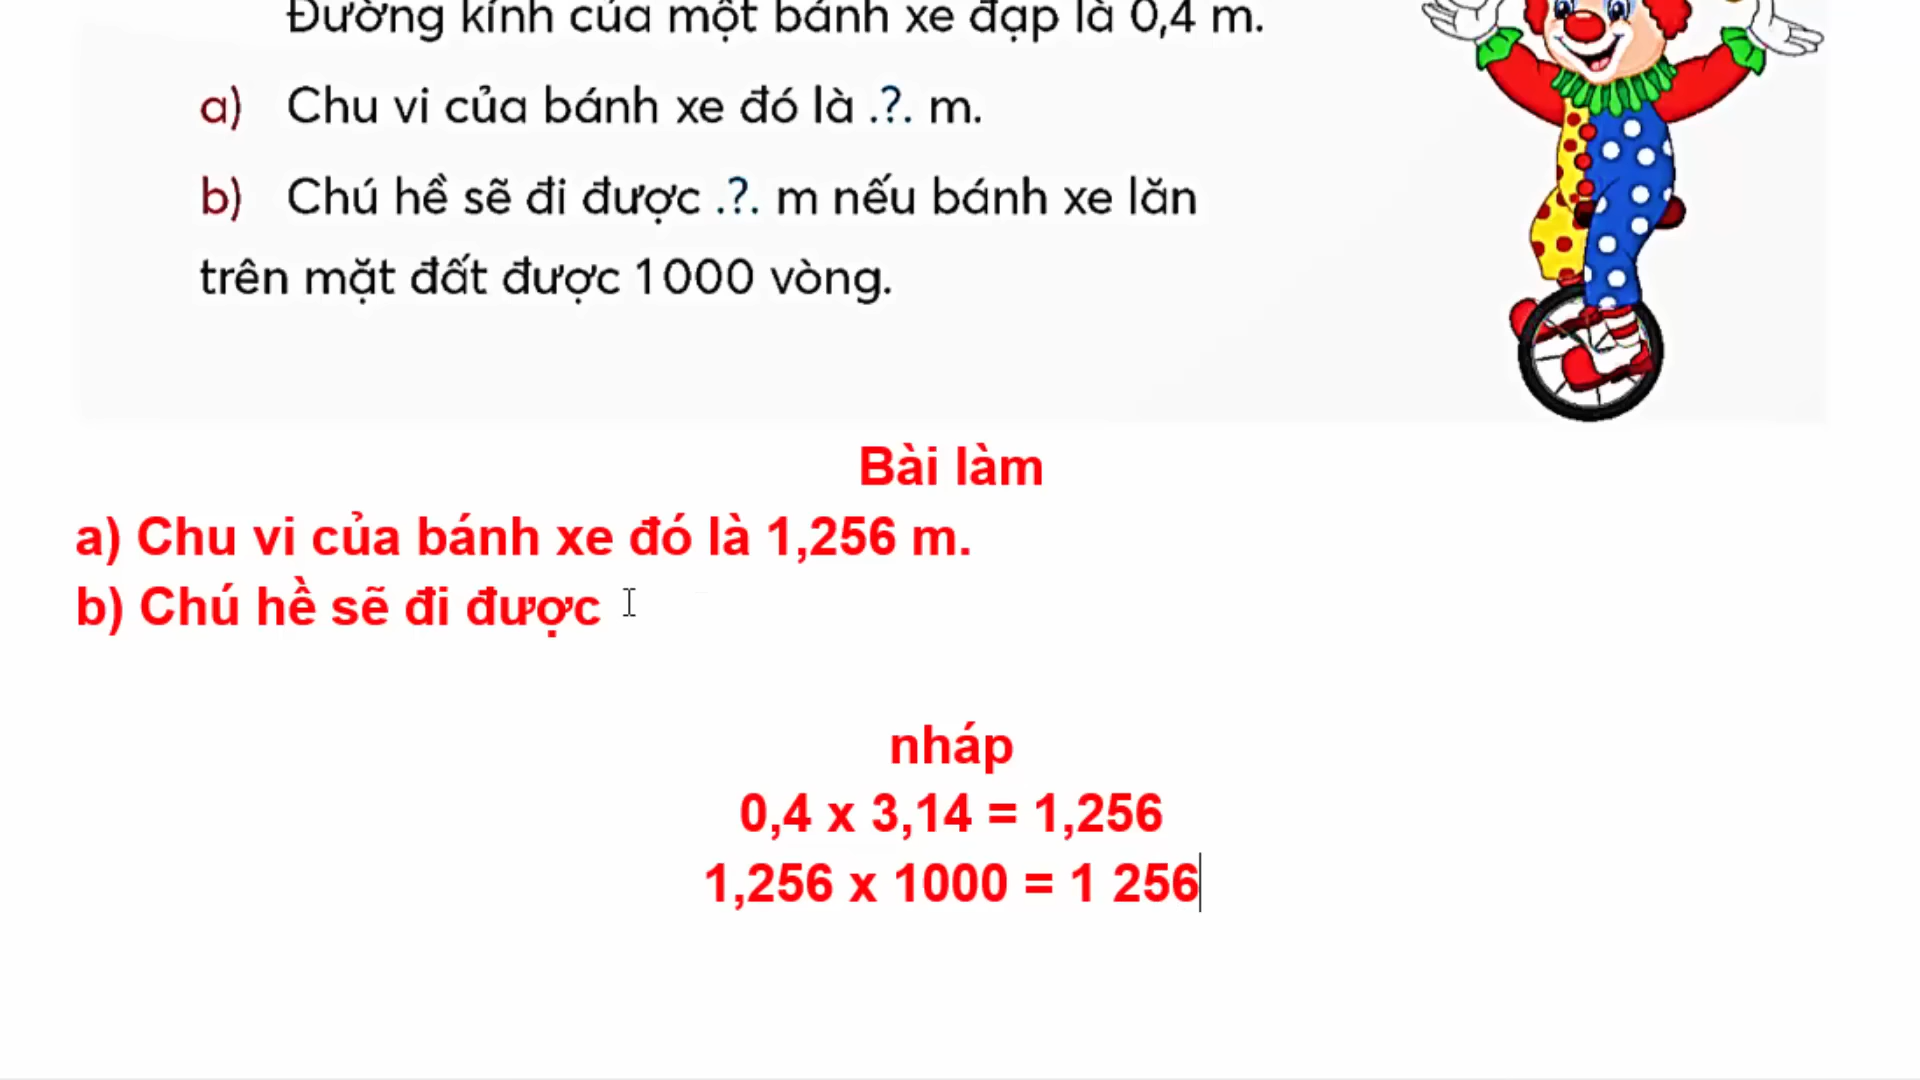 Đường kính của một bánh xe đạp là 0,4 m.
a) Chu vi của bánh xe đó là .?. m.
b) Chú hề sẽ đi được .?. m nếu bánh xe lăn
trên mặt đất được 1000 vòng.
Bài làm
a) Chu vi của bánh xe đó là 1,256 m.
b) Chú hề sẽ đi được
nháp
0,4 x 3,14 = 1,256
1,256 x 1000 = 1 256